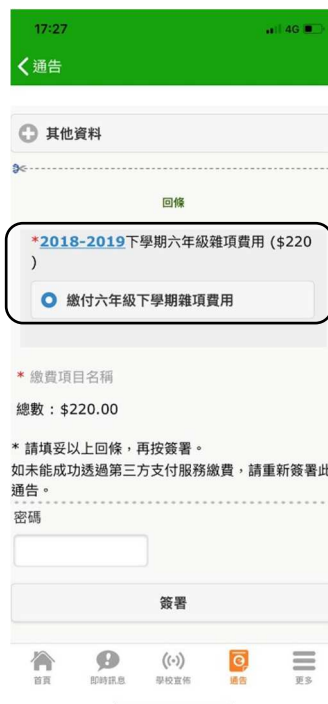 17:27
4G
通告
其他資料
回條
*2018-2019下學期六年級雜項費用 ($220
)
繳付六年級下學期雜項費用
* 繳費項目名稱
總數：$220.00
* 請填妥以上回條，再按簽署。
如未能成功透過第三方支付服務繳費，請重新簽署此
通告。
密碼
簽署
首頁 即時訊息 學校宣佈 通告 更多